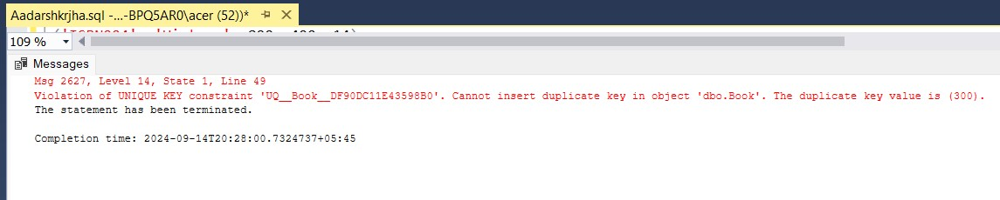 Aadarshkrjha.sql -...-BPQ5AR0\acer (52))*
109 %
Messages
Msg 2627, Level 14, State 1, Line 49
Violation of UNIQUE KEY constraint 'UQ__Book__DF90DC11E43598B0'. Cannot insert duplicate key in object 'dbo.Book'. The duplicate key value is (300).
The statement has been terminated.
Completion time: 2024-09-14T20:28:00.7324737+05:45